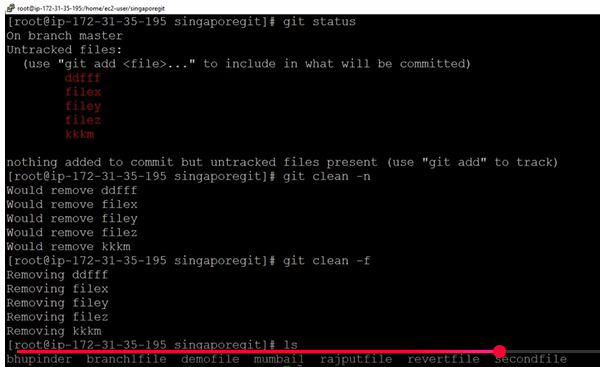 root@ip-172-31-35-195:/home/ec2-user/singaporegit
[root@ip-172-31-35-195 singaporegit]# git status
On branch master
Untracked files:
  (use "git add <file>..." to include in what will be committed)
        ddfff
        filex
        filey
        filez
        kkkm
nothing added to commit but untracked files present (use "git add" to track)
[root@ip-172-31-35-195 singaporegit]# git clean -n
Would remove ddfff
Would remove filex
Would remove filey
Would remove filez
Would remove kkkm
[root@ip-172-31-35-195 singaporegit]# git clean -f
Removing ddfff
Removing filex
Removing filey
Removing filez
Removing kkkm
[root@ip-172-31-35-195 singaporegit]# ls
bhupinder  branch1file  demofile  mumbai1  rajputfile  revertfile  secondfile